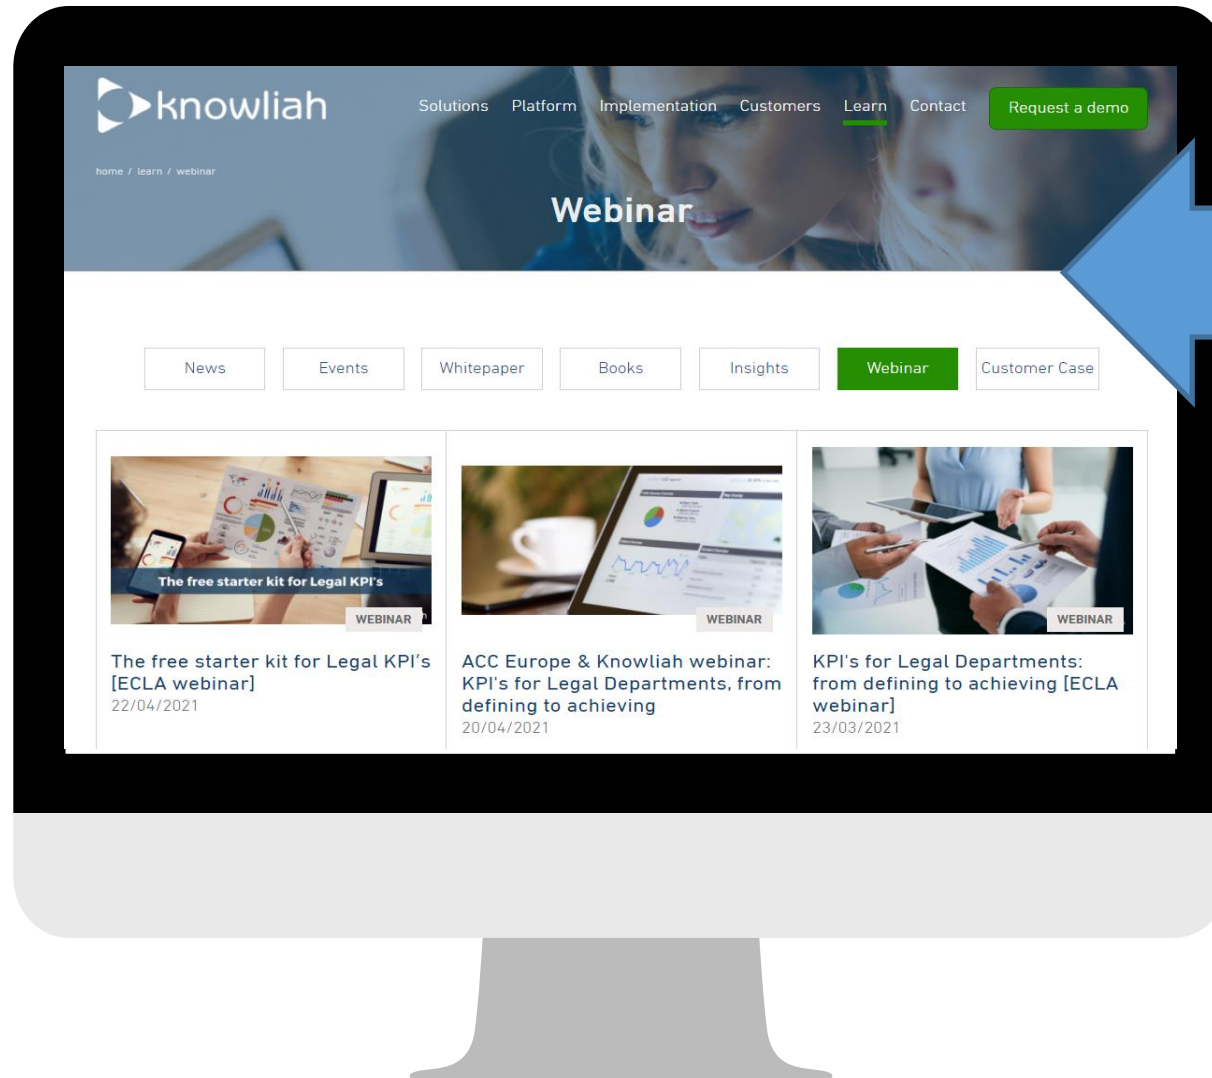 knowliah
Solutions Platform Implementation Customers Learn Contact Request a demo
home / learn / webinar
Webinar
News Events Whitepaper Books Insights Webinar Customer Case
The free starter kit for Legal KPI's
WEBINAR
WEBINAR
WEBINAR
The free starter kit for Legal KPI's
[ECLA webinar]
22/04/2021
ACC Europe & Knowliah webinar:
KPI's for Legal Departments, from
defining to achieving
20/04/2021
KPI's for Legal Departments:
from defining to achieving [ECLA
webinar]
23/03/2021